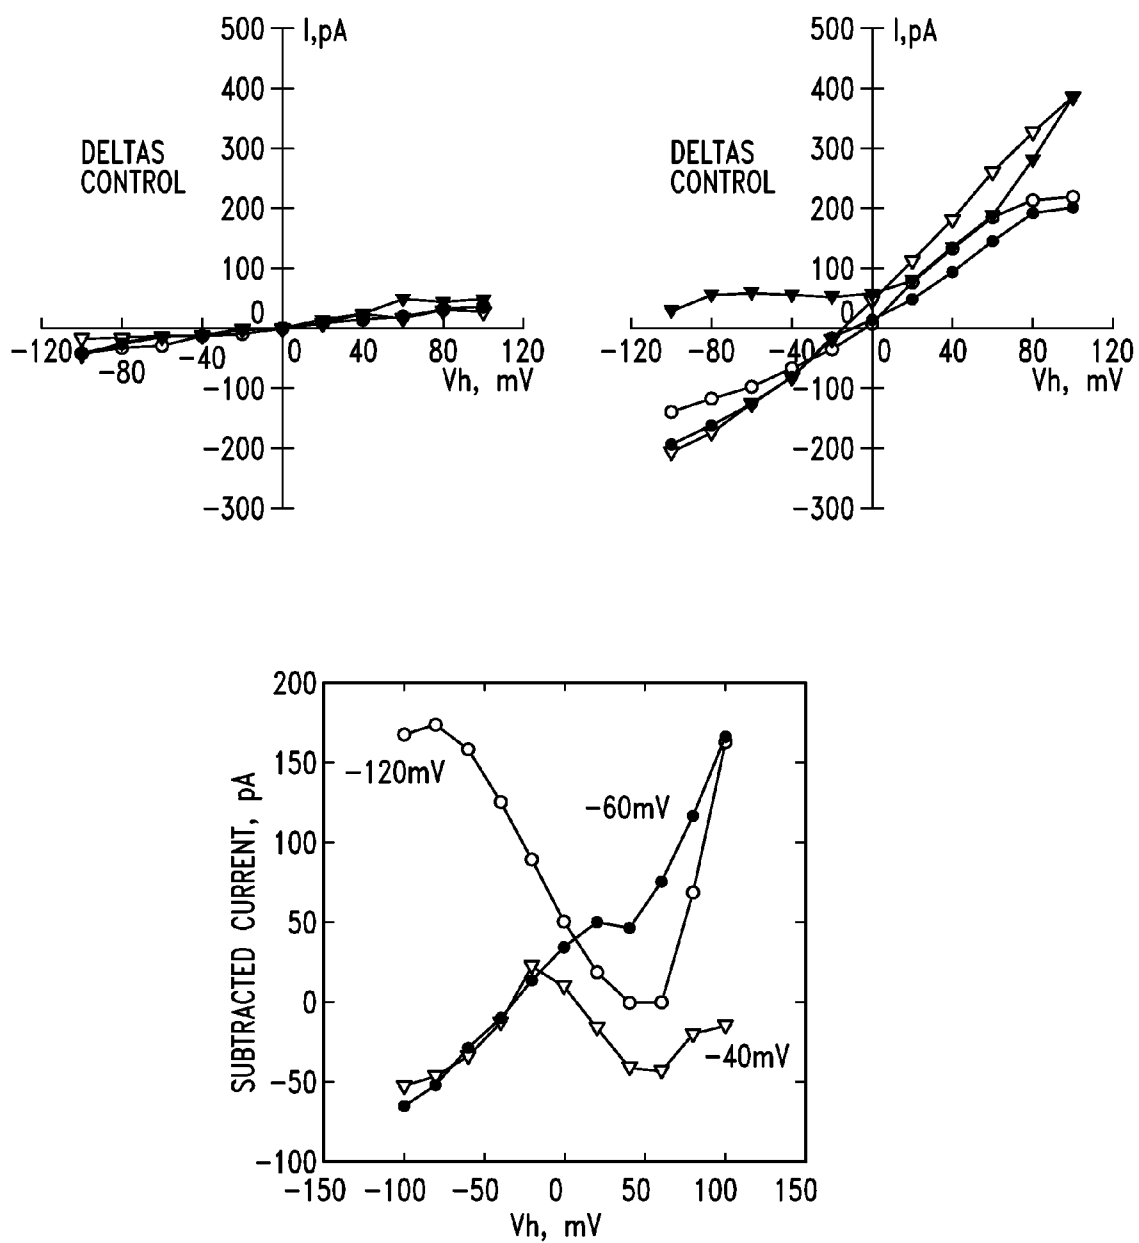 500 I,pA
400
DELTAS
CONTROL
300
200
100
0
-120 -80 -40 0 40 80 120
Vh, mV
-100
-200
-300
500 I,pA
400
DELTAS
CONTROL
300
200
100
0
-120 -80 -40 0 40 80 120
Vh, mV
-100
-200
-300
SUBTRACTED CURRENT, pA
200
150
100
50
0
-50
-100
-120mV
-60mV
-40mV
-150 -100 -50 0 50 100 150
Vh, mV